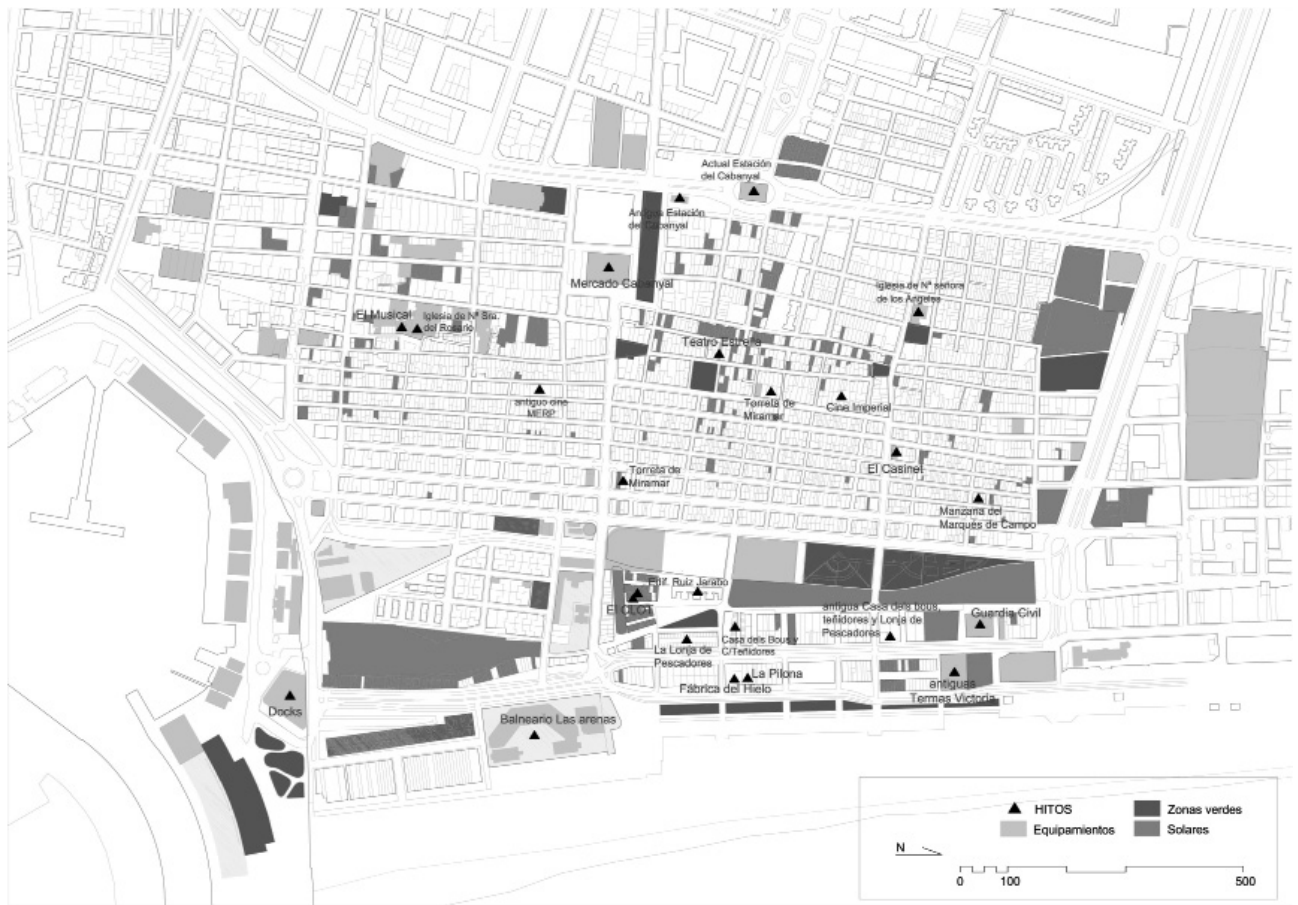 Actual Estación
del Cabanyal
Antigua Estación
del Cabanyal
Mercado Cabanyal
Iglesia de Nª señora
de los Ángeles
El Musical
Iglesia de Nª Sra.
del Rosario
Teatro Estrella
antiguo cine
MERP
Torreta de
Miramar
Cine Imperial
El Casinet
Torreta de
Miramar
Manzana del
Marqués de Campo
Edif. Ruiz Jarabo
El CLOT
antigua Casa dels bous,
teñidores y Lonja de
Pescadores
Guardia Civil
La Lonja de
Pescadores
Casa dels Bous y
C/Teñidores
La Pilona
Fábrica del Hielo
antiguas
Termas Victoria
Docks
Balneario Las arenas
HITOS
Equipamientos
Zonas verdes
Solares
N
0 100 500